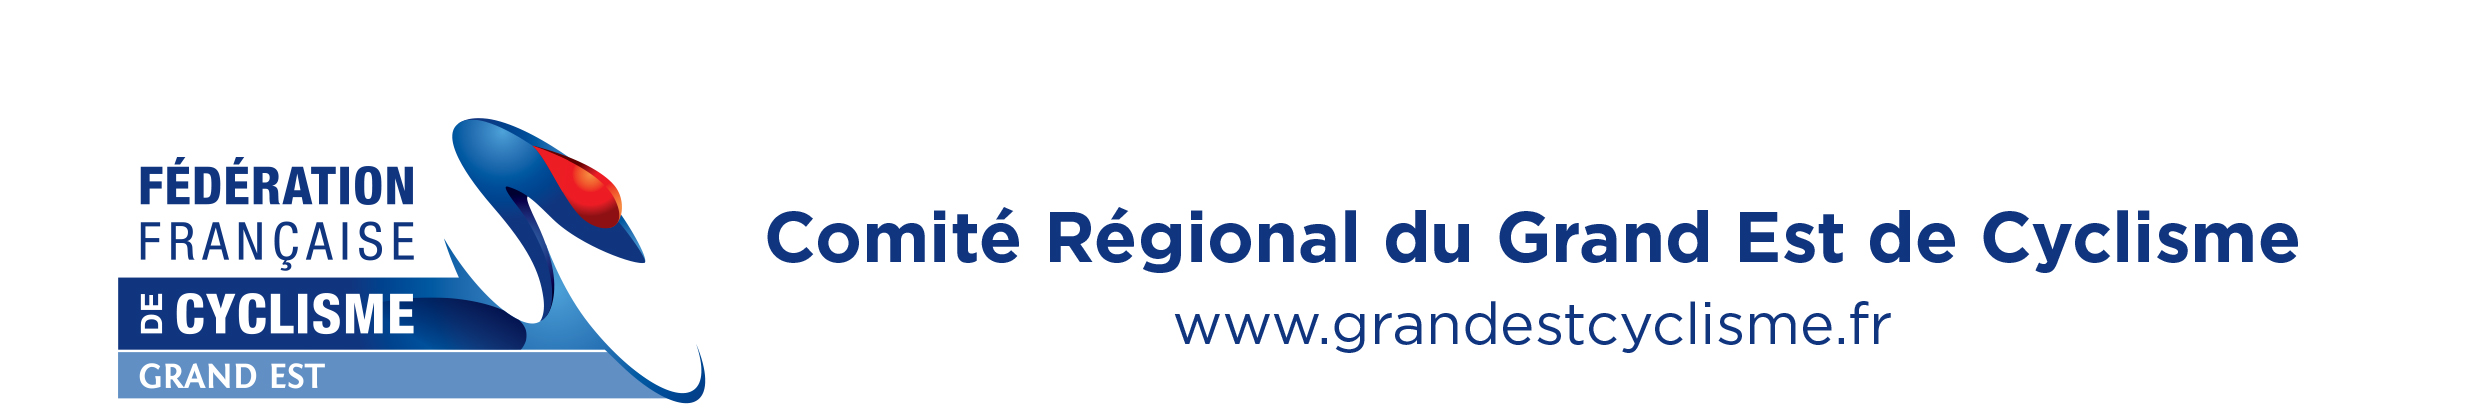 FÉDÉRATION
FRANÇAISE
DE CYCLISME
GRAND EST
Comité Régional du Grand Est de Cyclisme
www.grandestcyclisme.fr